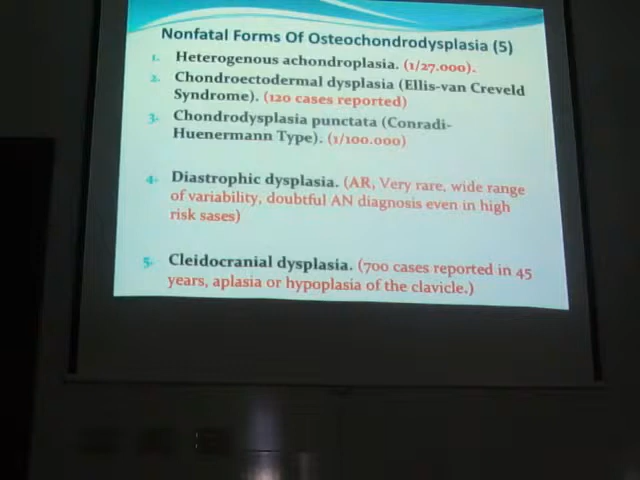 Nonfatal Forms Of Osteochondrodysplasia (5)
1. Heterogenous achondroplasia. (1/27.000).
2. Chondroectodermal dysplasia (Ellis-van Creveld
Syndrome). (120 cases reported)
3. Chondrodysplasia punctata (Conradi-
Huenermann Type). (1/100.000)
4. Diastrophic dysplasia. (AR, Very rare, wide range
of variability, doubtful AN diagnosis even in high
risk sases)
5. Cleidocranial dysplasia. (700 cases reported in 45
years, aplasia or hypoplasia of the clavicle.)